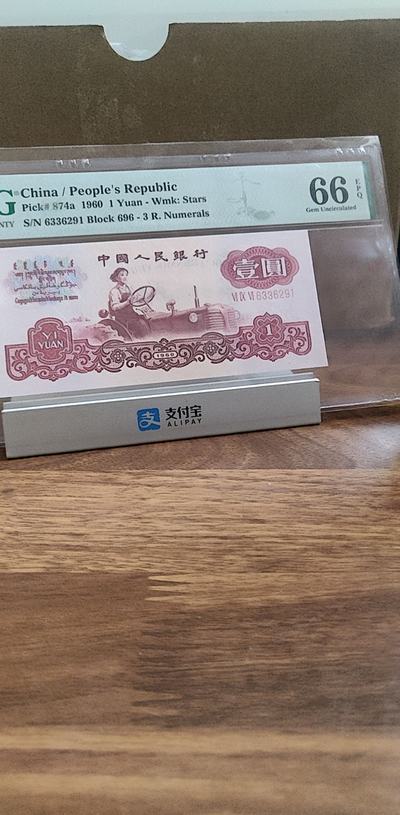 G
China / People's Republic
Pick# 874a 1960 1 Yuan - Wmk: Stars
NTY S/N 6336291 Block 696 - 3 R. Numerals
66
EPQ
Gem Uncirculated
中國人民銀行
壹圓
VI IX VI 6336291
YI
YUAN
1960
1
支 支付宝
ALIPAY